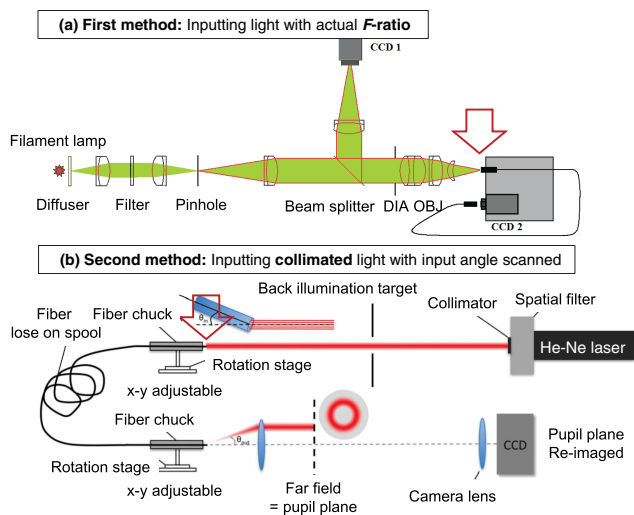 (a) First method: Inputting light with actual F-ratio
CCD 1
Filament lamp
Diffuser
Filter
Pinhole
Beam splitter
DIA OBJ
CCD 2
(b) Second method: Inputting collimated light with input angle scanned
Back illumination target
Fiber
lose on spool
Fiber chuck
θin
Collimator
Spatial filter
He-Ne laser
Rotation stage
x-y adjustable
Fiber chuck
θout
Rotation stage
x-y adjustable
Far field
= pupil plane
Camera lens
CCD
Pupil plane
Re-imaged